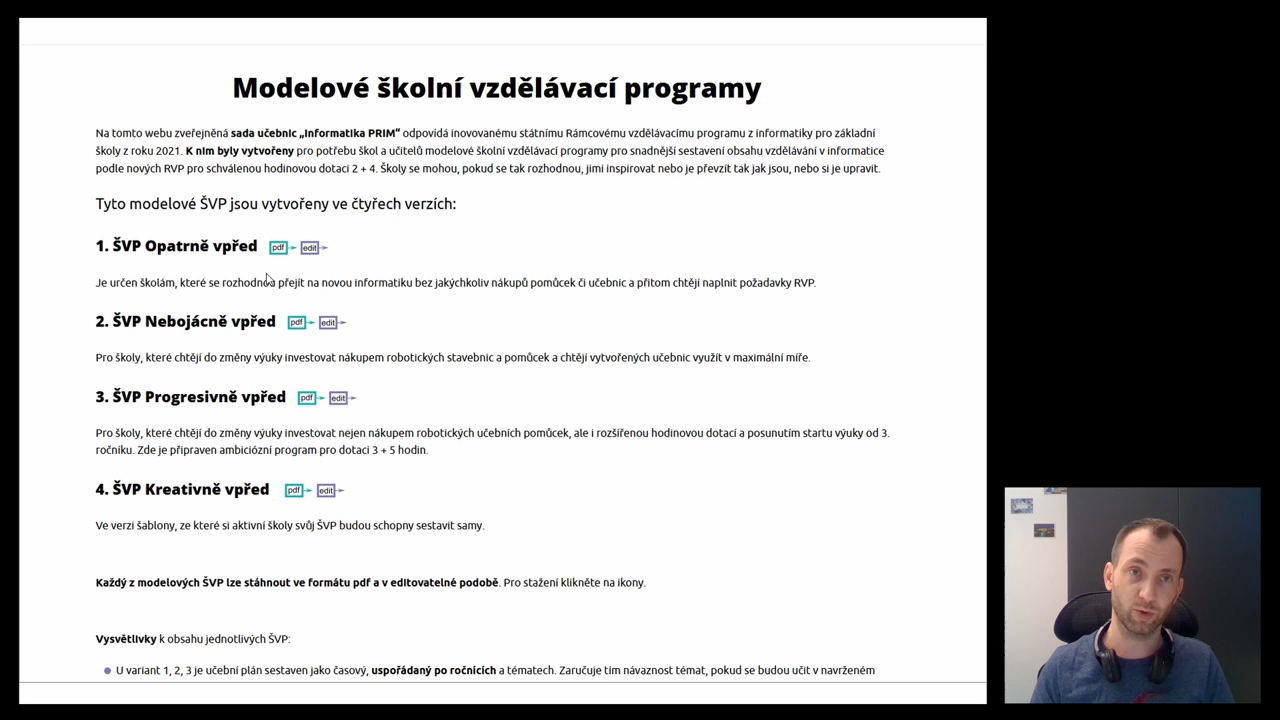 Modelové školní vzdělávací programy
Na tomto webu zveřejněná sada učebnic „Informatika PRIM“ odpovídá inovovanému státnímu Rámcovému vzdělávacímu programu z informatiky pro základní
školy z roku 2021. K nim byly vytvořeny pro potřebu škol a učitelů modelové školní vzdělávací programy pro snadnější sestavení obsahu vzdělávání v informatice
podle nových RVP pro schválenou hodinovou dotaci 2 + 4. Školy se mohou, pokud se tak rozhodnou, jimi inspirovat nebo je převzít tak jak jsou, nebo si je upravit.
Tyto modelové ŠVP jsou vytvořeny ve čtyřech verzích:
1. ŠVP Opatrně vpřed pdf edit
Je určen školám, které se rozhodnou přejít na novou informatiku bez jakýchkoliv nákupů pomůcek či učebnic a přitom chtějí naplnit požadavky RVP.
2. ŠVP Nebojácně vpřed pdf edit
Pro školy, které chtějí do změny výuky investovat nákupem robotických stavebnic a pomůcek a chtějí vytvořených učebnic využít v maximální míře.
3. ŠVP Progresivně vpřed pdf edit
Pro školy, které chtějí do změny výuky investovat nejen nákupem robotických učebních pomůcek, ale i rozšířenou hodinovou dotací a posunutím startu výuky od 3.
ročníku. Zde je připraven ambiciózní program pro dotaci 3 + 5 hodin.
4. ŠVP Kreativně vpřed pdf edit
Ve verzi šablony, ze které si aktivní školy svůj ŠVP budou schopny sestavit samy.
Každý z modelových ŠVP lze stáhnout ve formátu pdf a v editovatelné podobě. Pro stažení klikněte na ikony.
Vysvětlivky k obsahu jednotlivých ŠVP:
U variant 1, 2, 3 je učební plán sestaven jako časový, uspořádaný po ročnících a tématech. Zaručuje tím návaznost témat, pokud se budou učit v navrženém